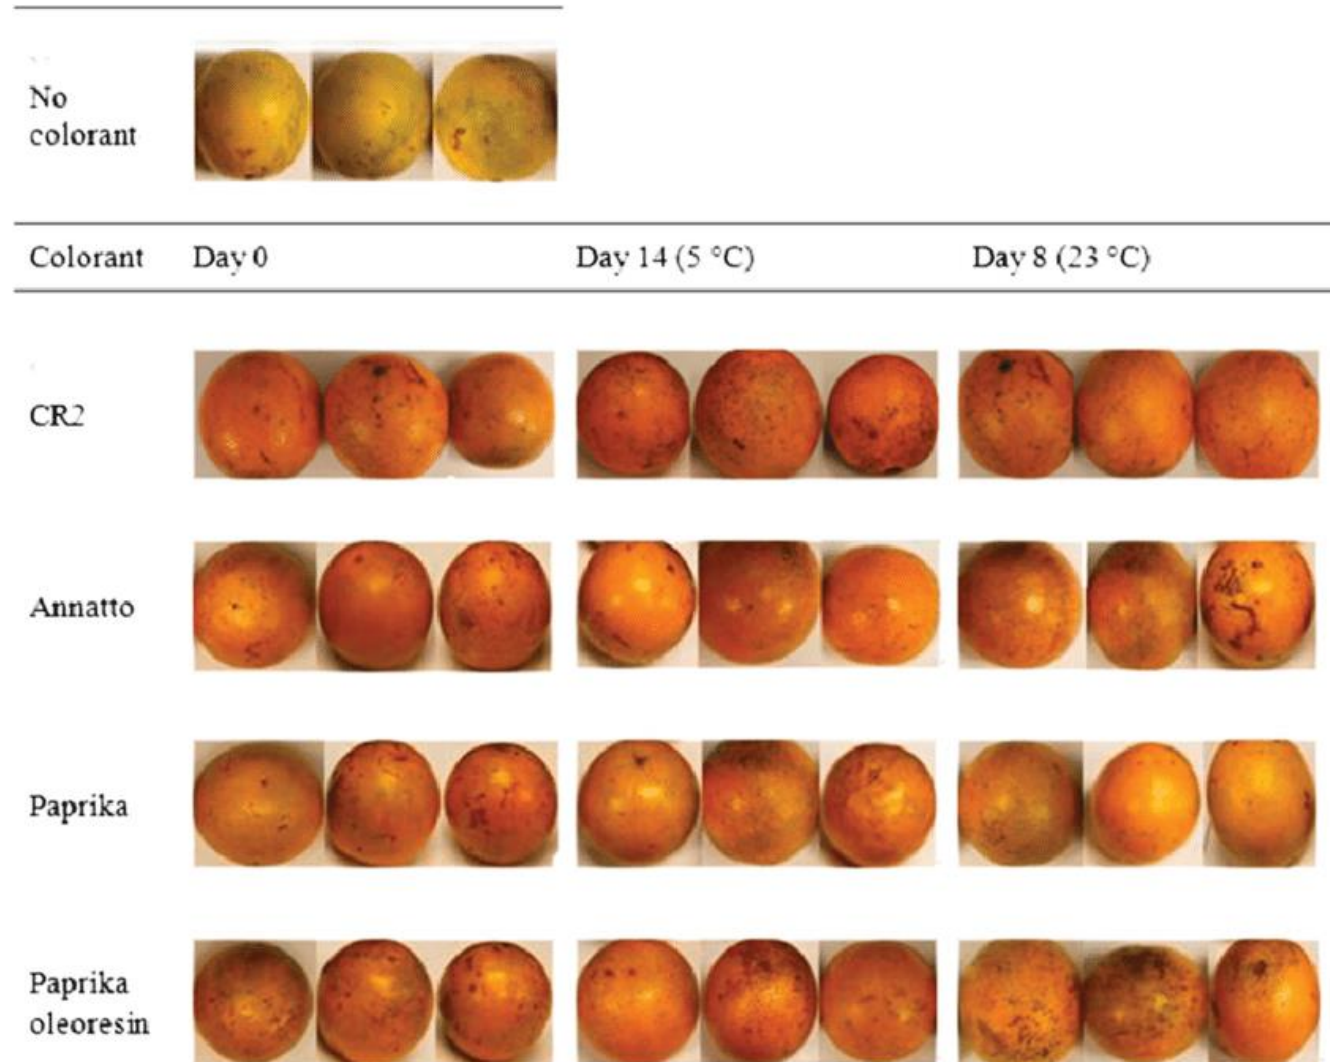 No
colorant
Colorant Day 0 Day 14 (5 °C) Day 8 (23 °C)
CR2
Annatto
Paprika
Paprika
oleoresin